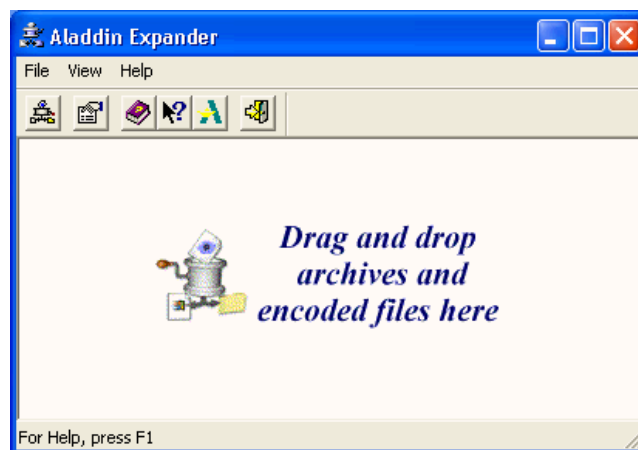 Aladdin Expander
File View Help
Drag and drop
archives and
encoded files here
For Help, press F1